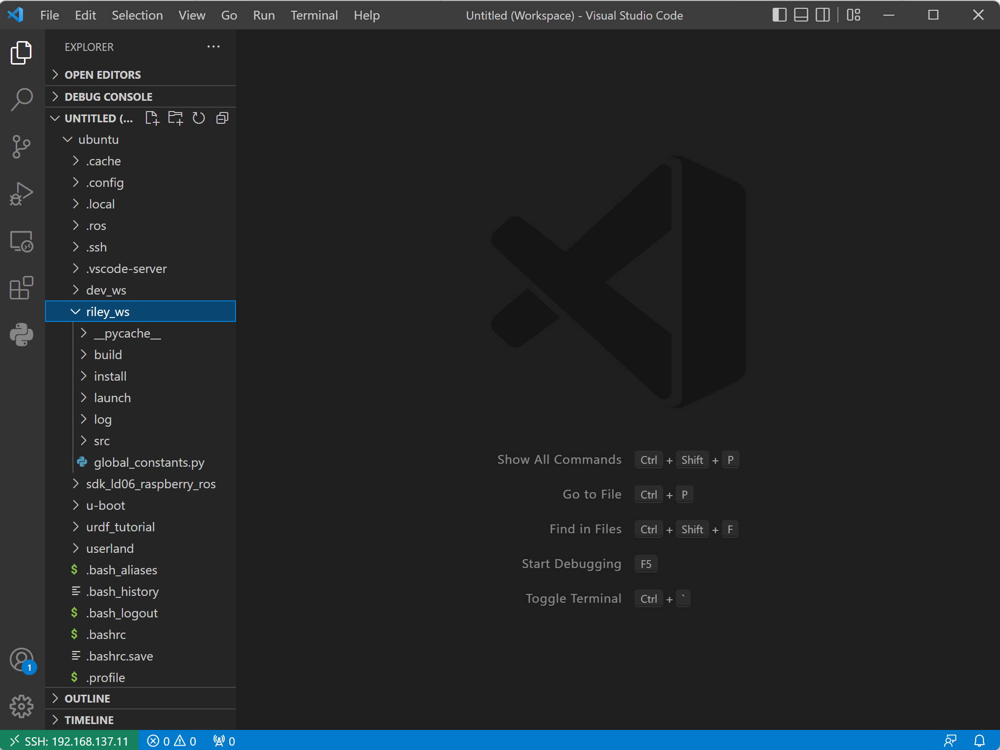 File Edit Selection View Go Run Terminal Help Untitled (Workspace) - Visual Studio Code
EXPLORER
OPEN EDITORS
DEBUG CONSOLE
UNTITLED (...
ubuntu
.cache
.config
.local
.ros
.ssh
.vscode-server
dev_ws
riley_ws
__pycache__
build
install
launch
log
src
global_constants.py
sdk_ld06_raspberry_ros
u-boot
urdf_tutorial
userland
$ .bash_aliases
.bash_history
$ .bash_logout
$ .bashrc
.bashrc.save
$ .profile
OUTLINE
TIMELINE
1
Show All Commands Ctrl + Shift + P
Go to File Ctrl + P
Find in Files Ctrl + Shift + F
Start Debugging F5
Toggle Terminal Ctrl + `
SSH: 192.168.137.11 0 0 0